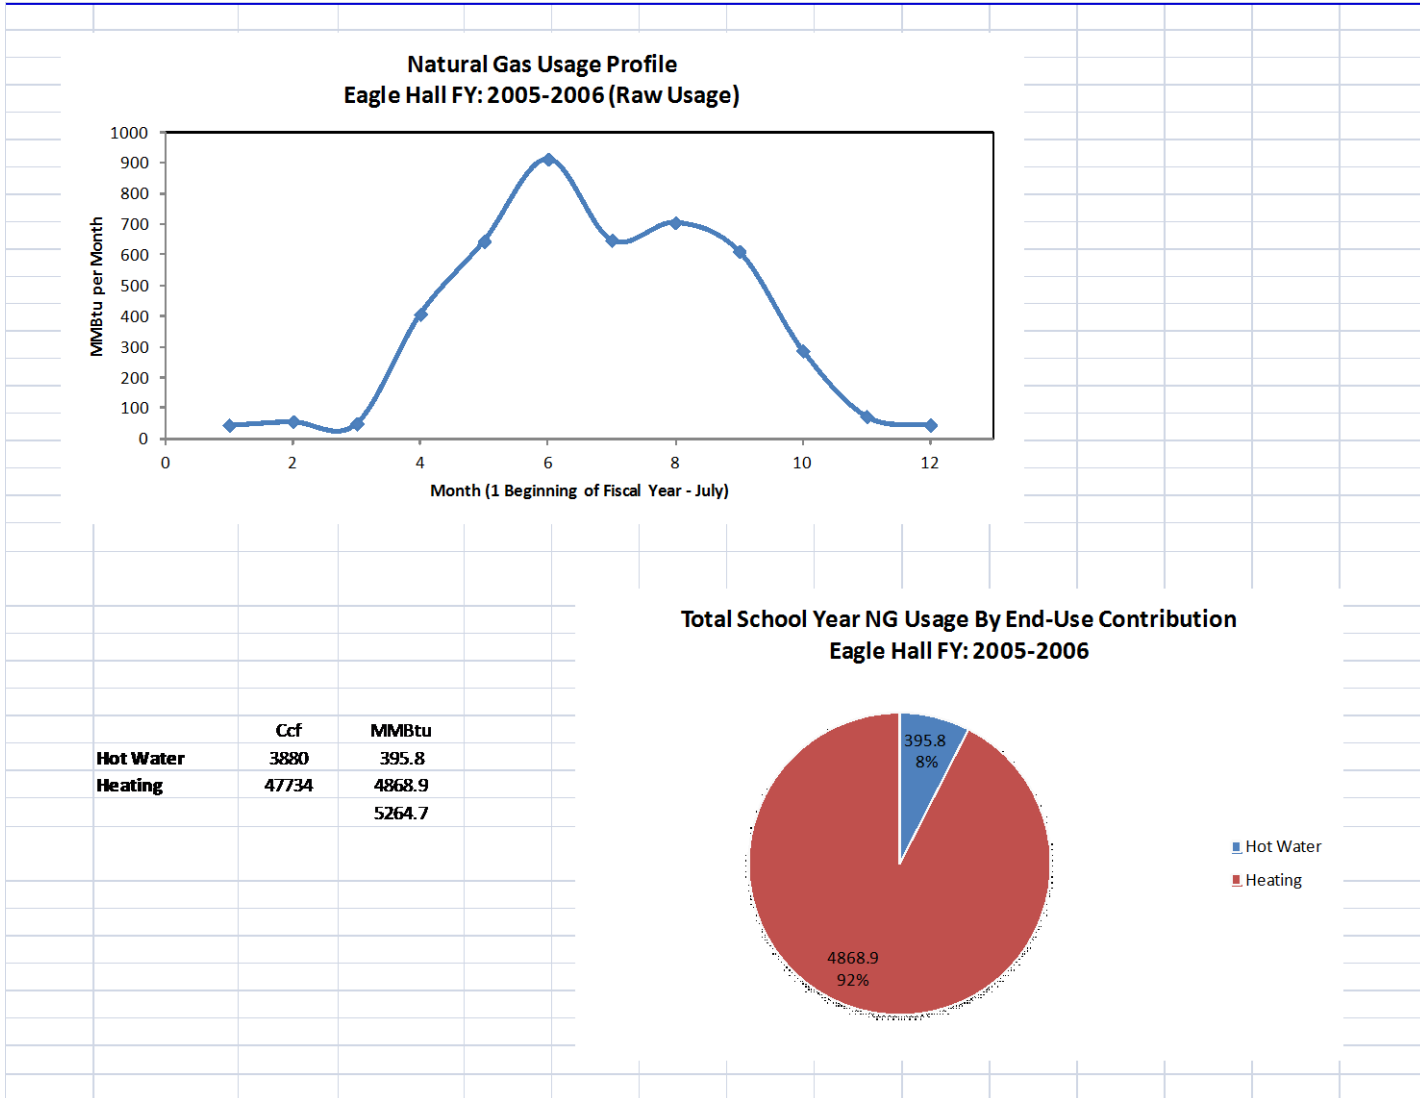 Natural Gas Usage Profile
Eagle Hall FY: 2005-2006 (Raw Usage)
1000
900
800
700
600
500
400
300
200
100
0
MMBtu per Month
0 2 4 6 8 10 12
Month (1 Beginning of Fiscal Year - July)
Total School Year NG Usage By End-Use Contribution
Eagle Hall FY: 2005-2006
Ccf MMBtu
Hot Water 3880 395.8
Heating 47734 4868.9
5264.7
395.8
8%
4868.9
92%
Hot Water
Heating